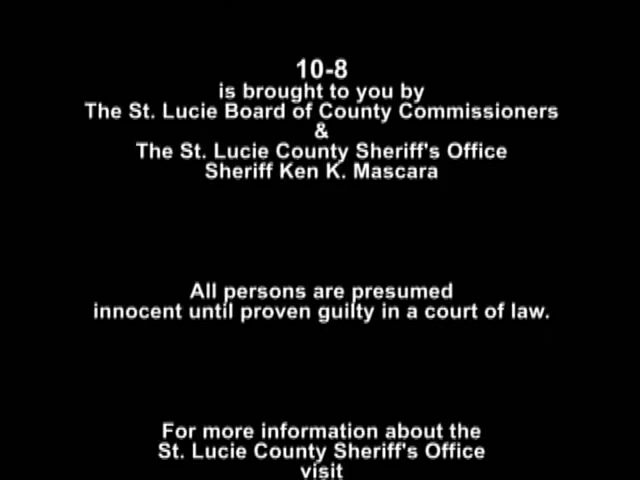 10-8
is brought to you by
The St. Lucie Board of County Commissioners
&
The St. Lucie County Sheriff's Office
Sheriff Ken K. Mascara
All persons are presumed
innocent until proven guilty in a court of law.
For more information about the
St. Lucie County Sheriff's Office
visit